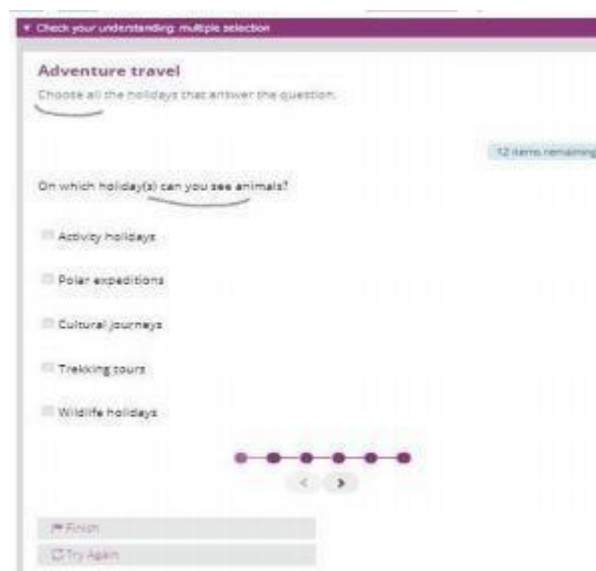 Check your understanding: multiple selection
Adventure travel
Choose all the holidays that answer the question.
12 items remaining
On which holiday(s) can you see animals?
Activity holidays
Polar expeditions
Cultural journeys
Trekking tours
Wildlife holidays
Finish
Try Again